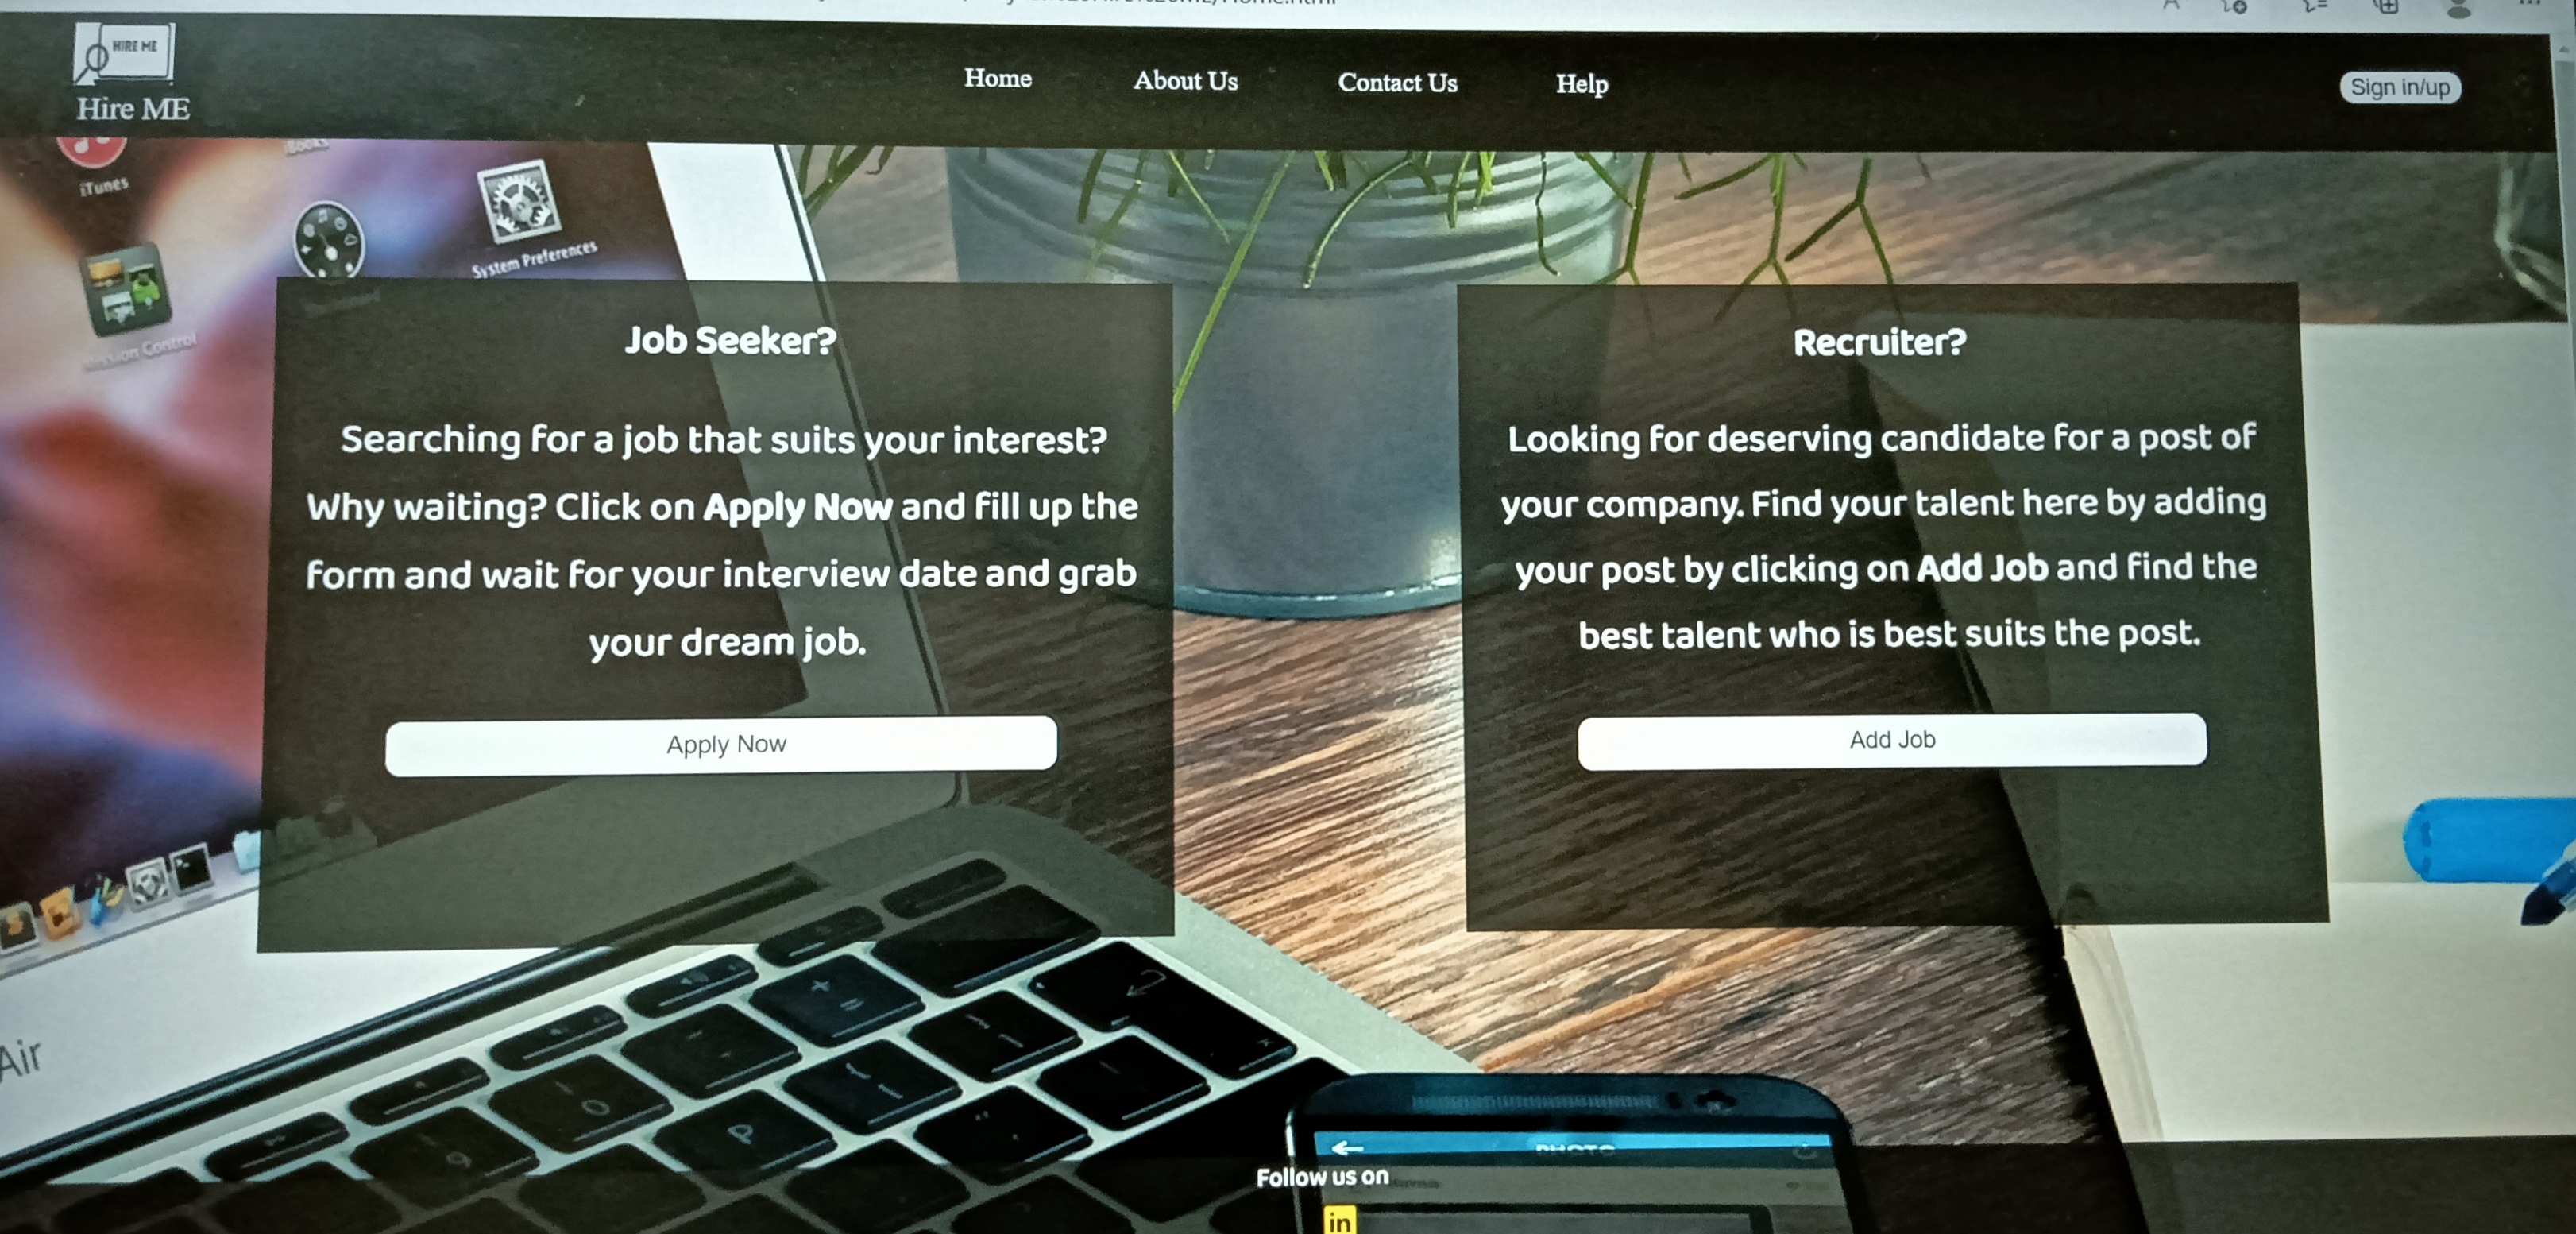 Home.html
HIRE ME
Hire ME
Home
About Us
Contact Us
Help
Sign in/up
iTunes
iBooks
System Preferences
Mission Control
Job Seeker?
Searching for a job that suits your interest?
Why waiting? Click on Apply Now and fill up the
form and wait for your interview date and grab
your dream job.
Apply Now
Recruiter?
Looking for deserving candidate for a post of
your company. Find your talent here by adding
your post by clicking on Add Job and find the
best talent who is best suits the post.
Add Job
Air
P
PHOTO
Follow us on
in